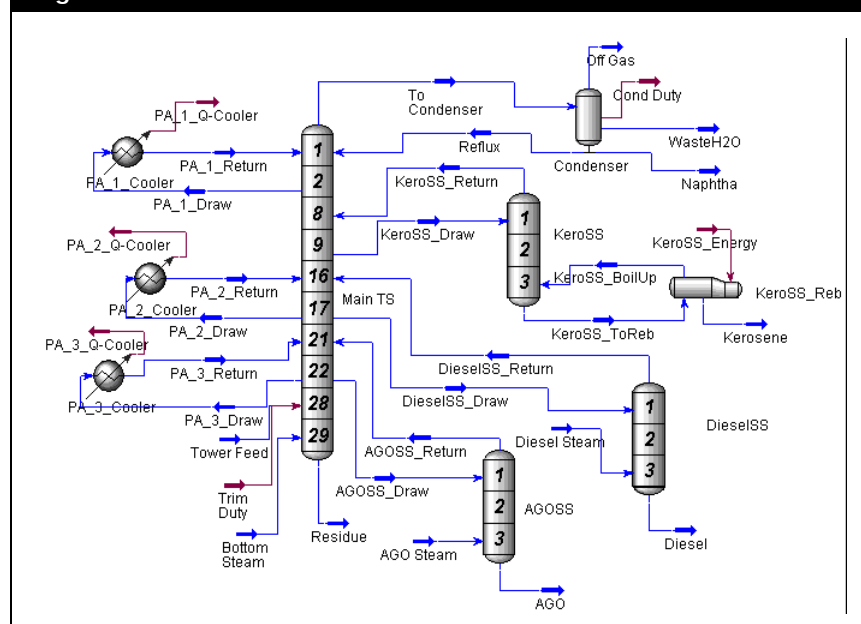 Off Gas
To
Condenser
Cond Duty
PA_1_Q-Cooler
WasteH2O
1
Reflux
PA_1_Return
Condenser
PA_1_Cooler
2
KeroSS_Return
Naphtha
PA_1_Draw
8
1
KeroSS_Draw
KeroSS
9
2
KeroSS_Energy
PA_2_Q-Cooler
KeroSS_BoilUp
16
3
PA_2_Return
KeroSS_Reb
Main TS
PA_2_Cooler
17
KeroSS_ToReb
Kerosene
PA_2_Draw
PA_3_Q-Cooler
21
PA_3_Return
DieselSS_Return
22
DieselSS_Draw
1
PA_3_Cooler
PA_3_Draw
28
DieselSS
Tower Feed
29
AGOSS_Return
Diesel Steam
2
1
3
AGOSS_Draw
Trim
Duty
2
AGOSS
Residue
3
Diesel
Bottom
Steam
AGO Steam
AGO